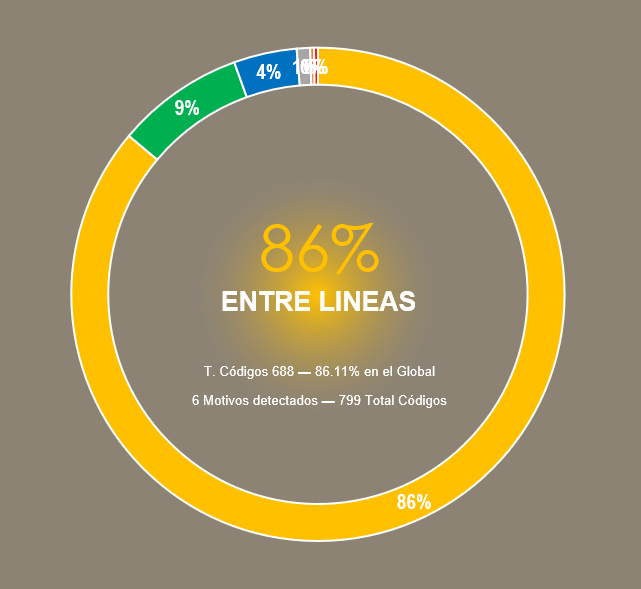 4%
9%
86%
ENTRE LINEAS
T. Códigos 688 — 86.11% en el Global
6 Motivos detectados — 799 Total Códigos
86%